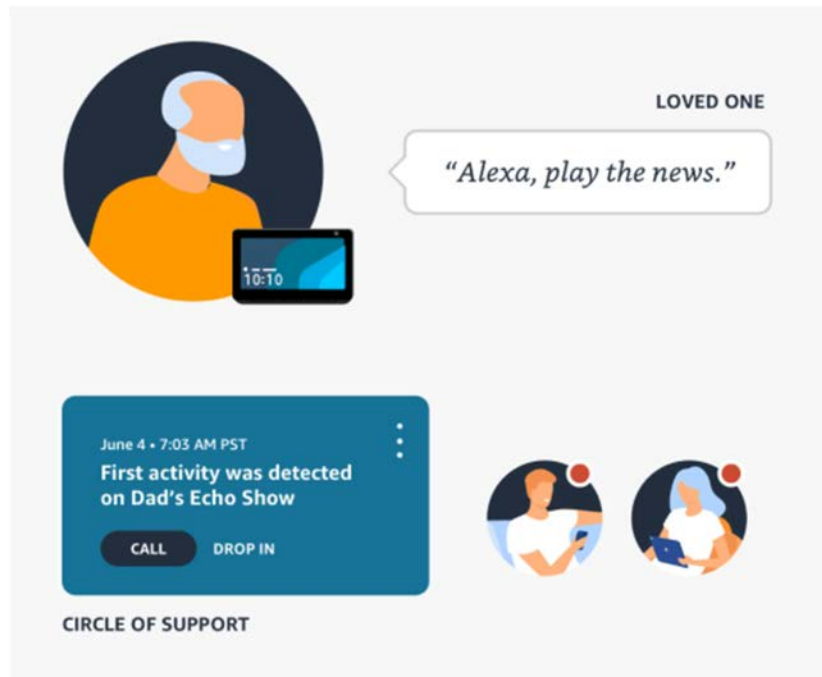 LOVED ONE
“Alexa, play the news.”
10:10
June 4 • 7:03 AM PST
First activity was detected
on Dad’s Echo Show
CALL DROP IN
CIRCLE OF SUPPORT